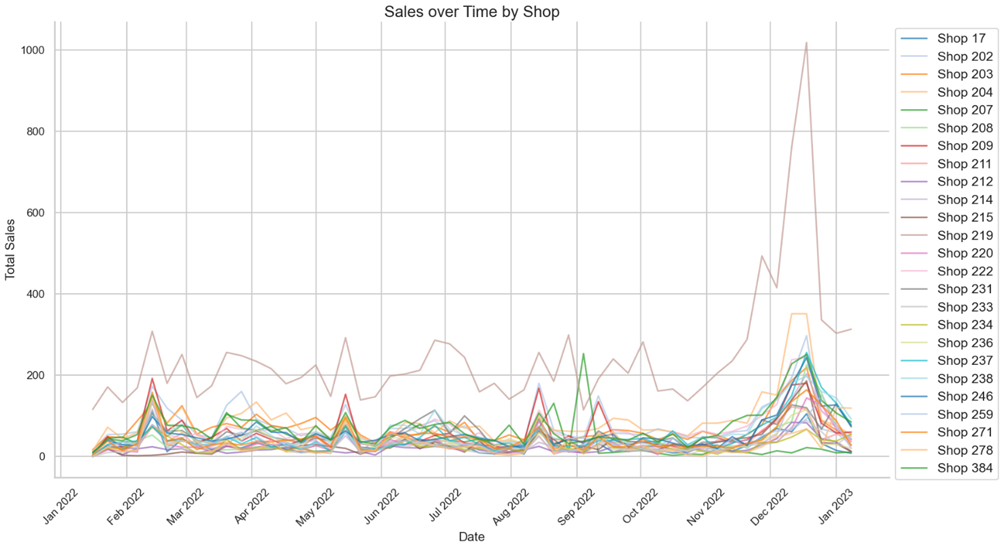 Sales over Time by Shop
Total Sales
1000
800
600
400
200
0
Jan 2022
Feb 2022
Mar 2022
Apr 2022
May 2022
Jun 2022
Jul 2022
Aug 2022
Sep 2022
Oct 2022
Nov 2022
Dec 2022
Jan 2023
Date
Shop 17
Shop 202
Shop 203
Shop 204
Shop 207
Shop 208
Shop 209
Shop 211
Shop 212
Shop 214
Shop 215
Shop 219
Shop 220
Shop 222
Shop 231
Shop 233
Shop 234
Shop 236
Shop 237
Shop 238
Shop 246
Shop 259
Shop 271
Shop 278
Shop 384